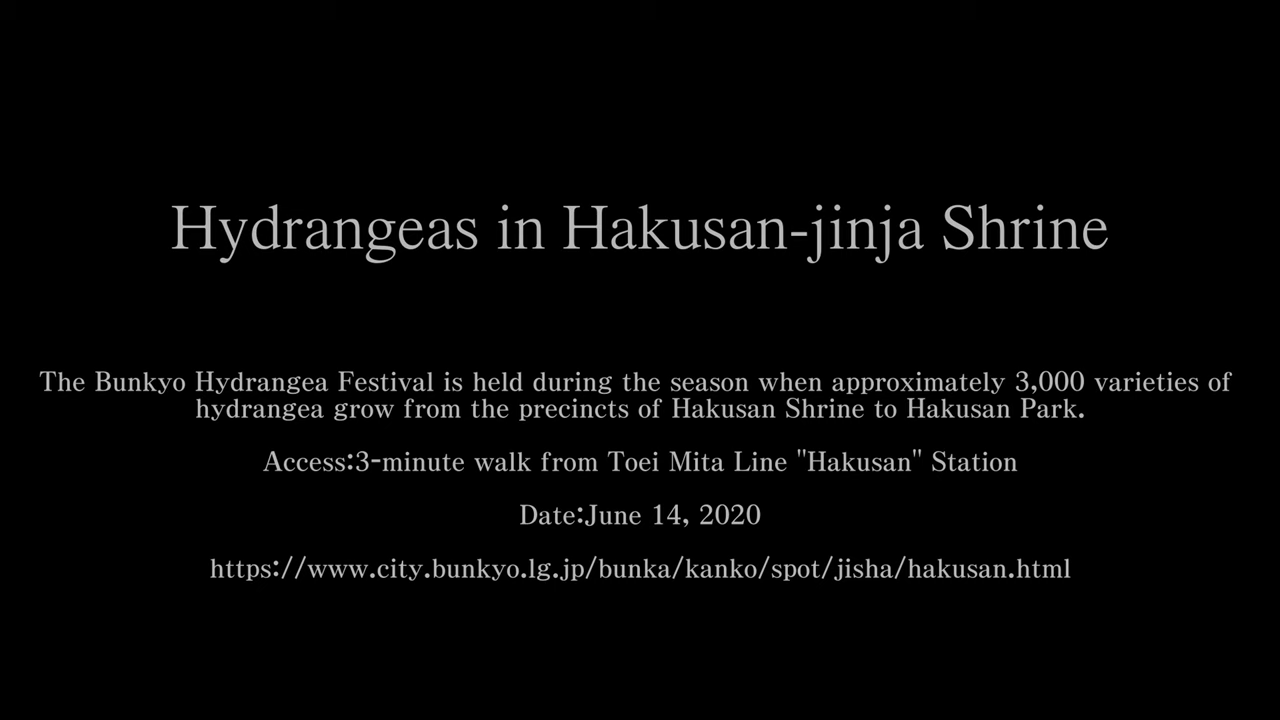 Hydrangeas in Hakusan-jinja Shrine
The Bunkyo Hydrangea Festival is held during the season when approximately 3,000 varieties of
hydrangea grow from the precincts of Hakusan Shrine to Hakusan Park.
Access:3-minute walk from Toei Mita Line "Hakusan" Station
Date:June 14, 2020
https://www.city.bunkyo.lg.jp/bunka/kanko/spot/jisha/hakusan.html